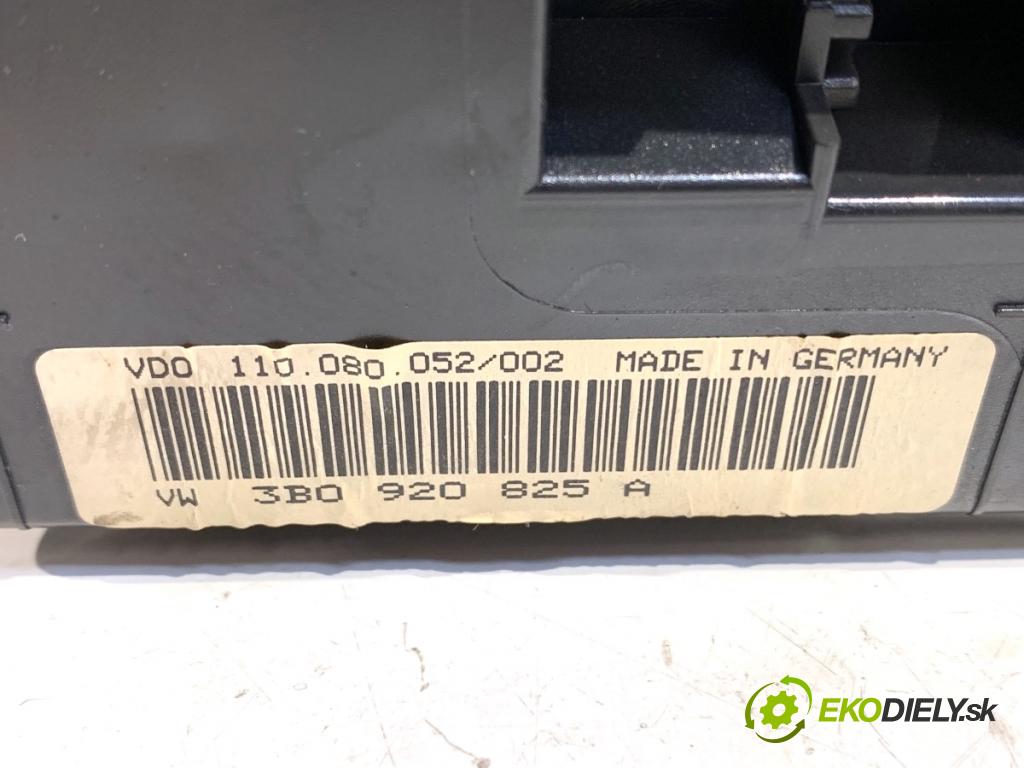 VDO 110.080.052/002 MADE IN GERMANY
VW 3B0 920 825 A
EKODIELY.sk